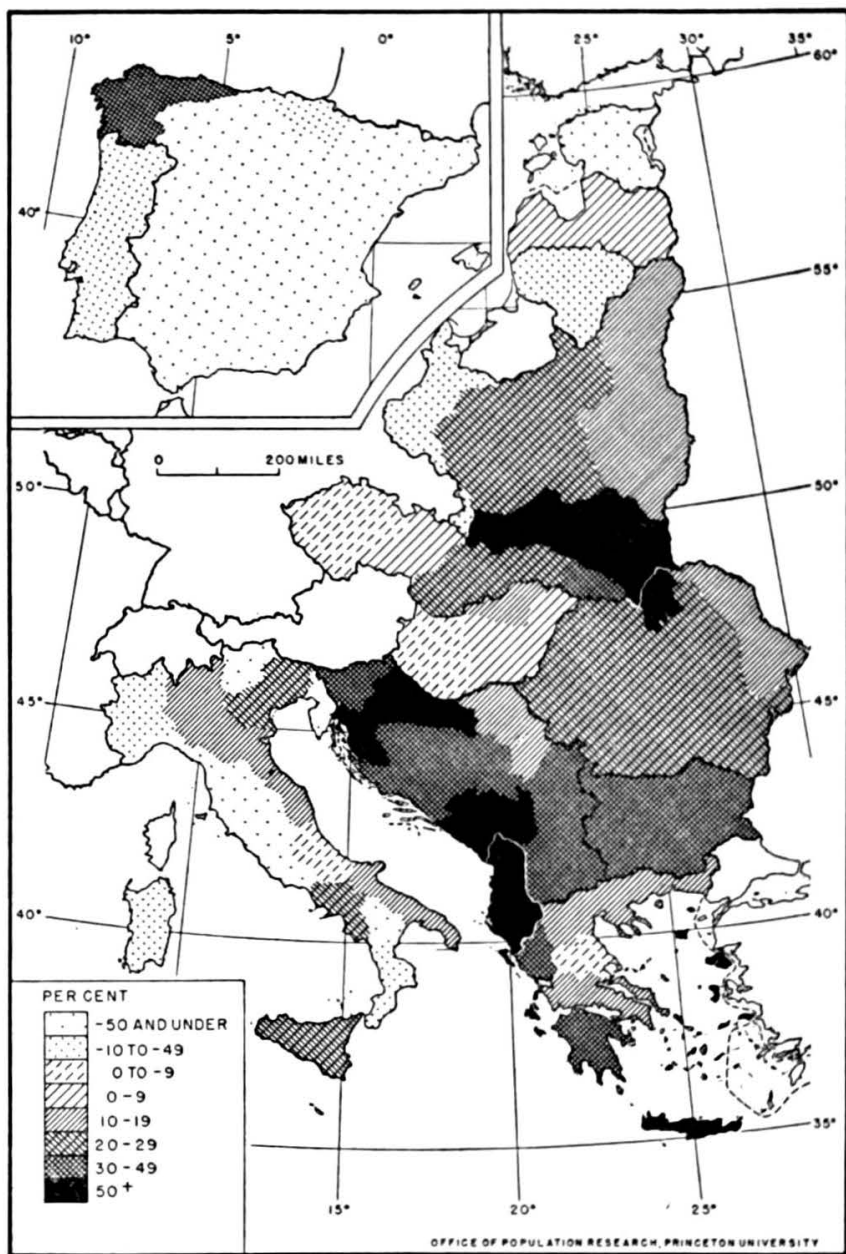 10° 5° 0° 25° 30° 35°
60°
40°
55°
0 200 MILES
50° 50°
45° 45°
40° 40°
PER CENT
-50 AND UNDER
-10 TO -49
0 TO -9
0 - 9
10 - 19
20 - 29
30 - 49
50+
35°
15° 20° 25°
OFFICE OF POPULATION RESEARCH, PRINCETON UNIVERSITY